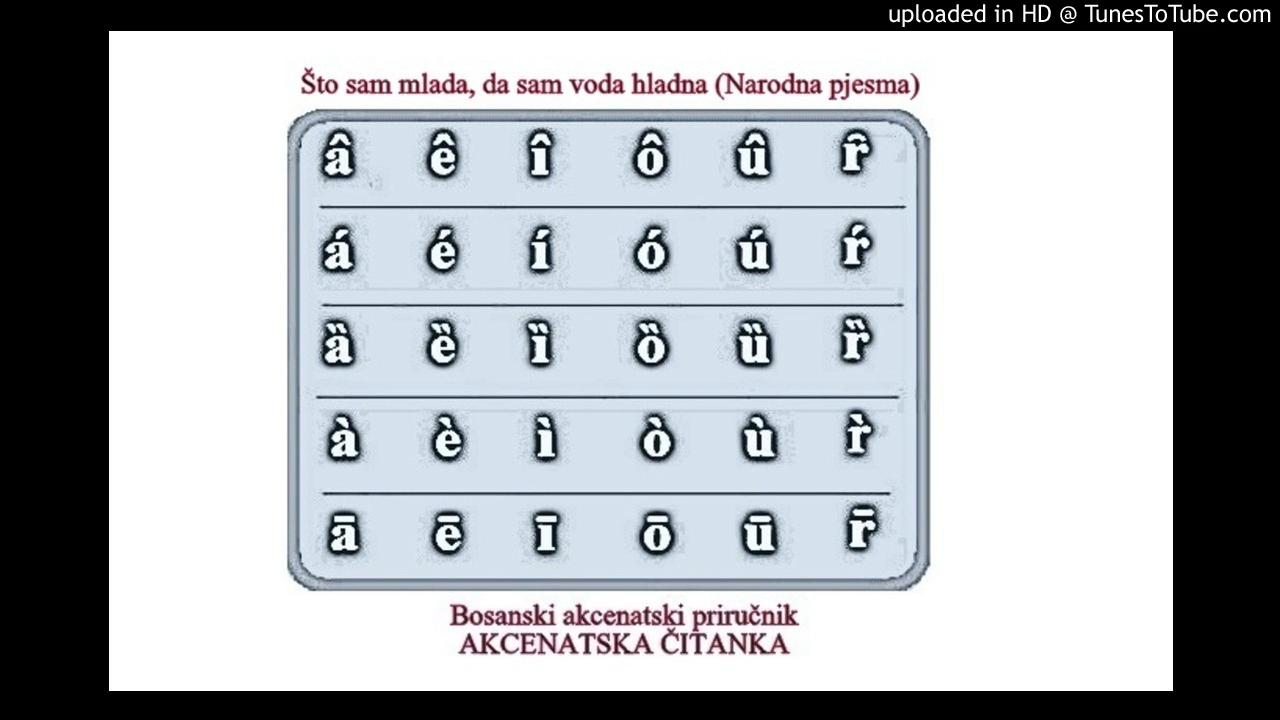 uploaded in HD @ TunesToTube.com
Što sam mlada, da sam voda hladna (Narodna pjesma)
â ê î ô û r̂
á é í ó ú ŕ
ȁ ȅ ȉ ȍ ȕ ȑ
à è ì ò ù r̀
ā ē ī ō ū r̄
Bosanski akcenatski priručnik
AKCENATSKA ČITANKA